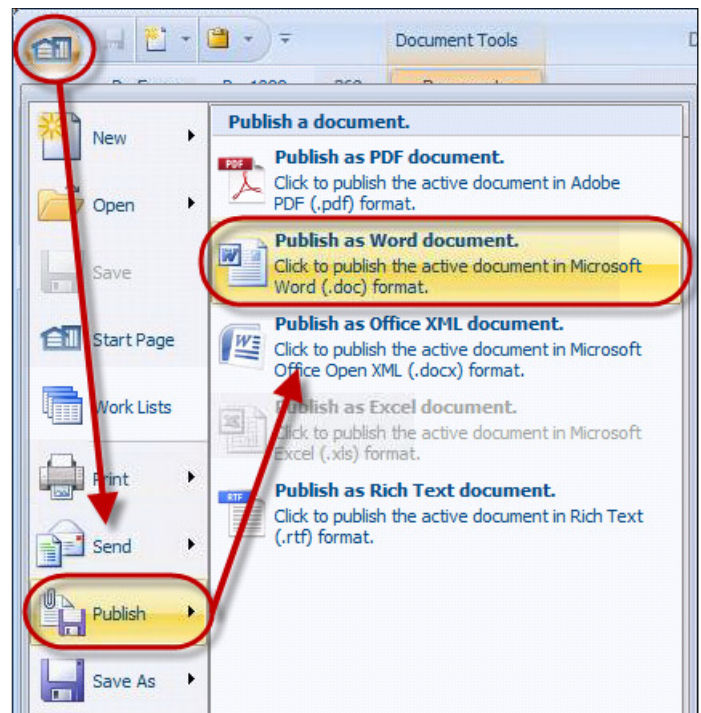 Document Tools
D
New
Open
Save
Start Page
Work Lists
Print
Send
Publish
Save As
Publish a document.
PDF
Publish as PDF document.
Click to publish the active document in Adobe
PDF (.pdf) format.
Publish as Word document.
Click to publish the active document in Microsoft
Word (.doc) format.
Publish as Office XML document.
Click to publish the active document in Microsoft
Office Open XML (.docx) format.
Publish as Excel document.
Click to publish the active document in Microsoft
Excel (.xls) format.
RTF
Publish as Rich Text document.
Click to publish the active document in Rich Text
(.rtf) format.